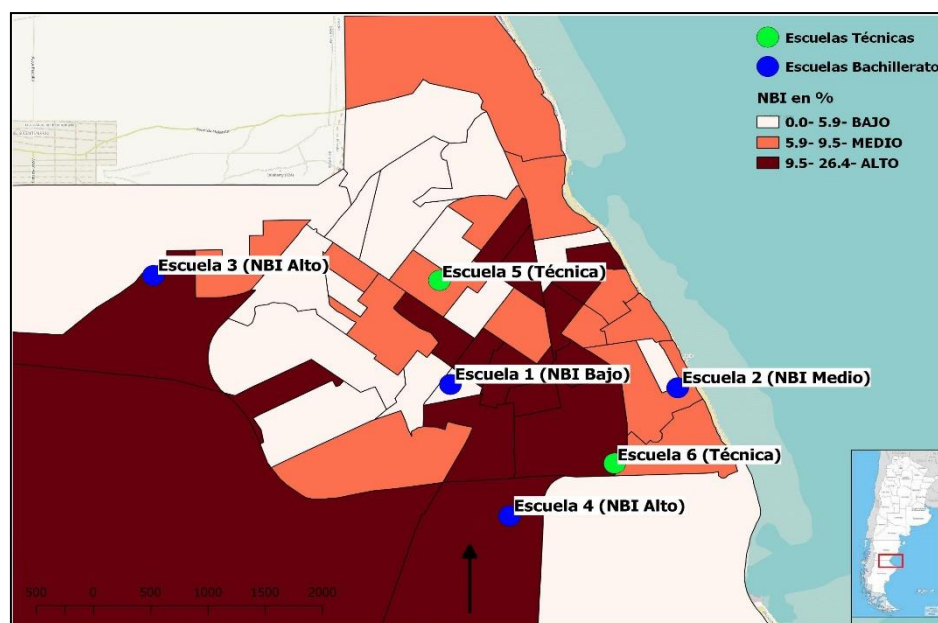 Escuelas Técnicas
Escuelas Bachillerato
NBI en %
0.0- 5.9- BAJO
5.9- 9.5- MEDIO
9.5- 26.4- ALTO
Escuela 3 (NBI Alto)
Escuela 5 (Técnica)
Escuela 1 (NBI Bajo)
Escuela 2 (NBI Medio)
Escuela 6 (Técnica)
Escuela 4 (NBI Alto)
500 0 500 1000 1500 2000